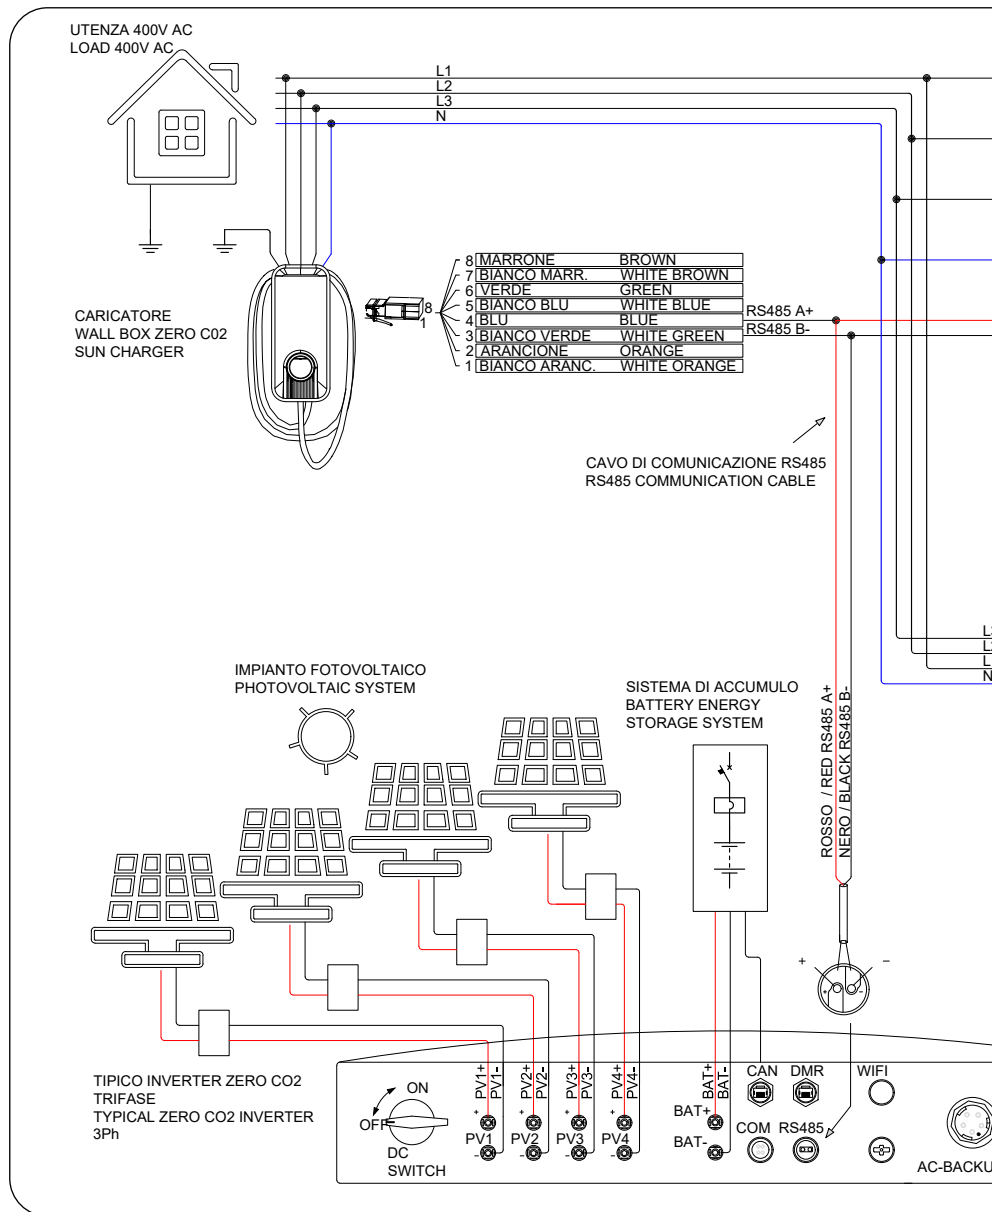 UTENZA 400V AC
LOAD 400V AC
L1
L2
L3
N
8 MARRONE BROWN
7 BIANCO MARR. WHITE BROWN
6 VERDE GREEN
5 BIANCO BLU WHITE BLUE
4 BLU BLUE
3 BIANCO VERDE WHITE GREEN
2 ARANCIONE ORANGE
1 BIANCO ARANC. WHITE ORANGE
8
1
RS485 A+
RS485 B-
CARICATORE
WALL BOX ZERO C02
SUN CHARGER
CAVO DI COMUNICAZIONE RS485
RS485 COMMUNICATION CABLE
N
IMPIANTO FOTOVOLTAICO
PHOTOVOLTAIC SYSTEM
SISTEMA DI ACCUMULO
BATTERY ENERGY
STORAGE SYSTEM
ROSSO / RED RS485 A+
NERO / BLACK RS485 B-
+ -
+ -
TIPICO INVERTER ZERO CO2
TRIFASE
TYPICAL ZERO CO2 INVERTER
3Ph
ON
OFF
DC
SWITCH
PV1+
PV1-
PV2+
PV2-
PV3+
PV3-
PV4+
PV4-
BAT+
BAT-
+ + + +
PV1 PV2 PV3 PV4
- - - -
BAT+
BAT-
CAN DMR WIFI
COM RS485
AC-BACKU